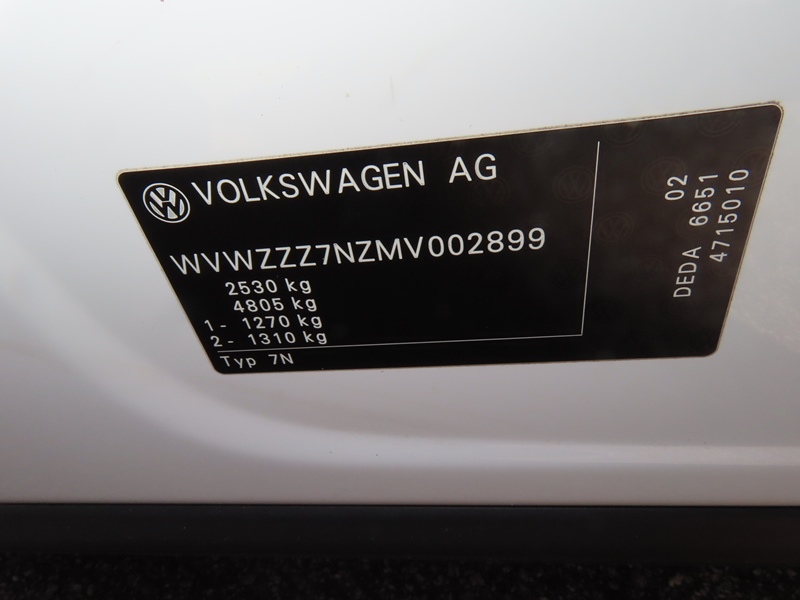 VOLKSWAGEN AG
WVWZZZ7NZMV002899
2530 kg
4805 kg
1 - 1270 kg
2 - 1310 kg
Typ 7N
02
DEDA 6651
4715010